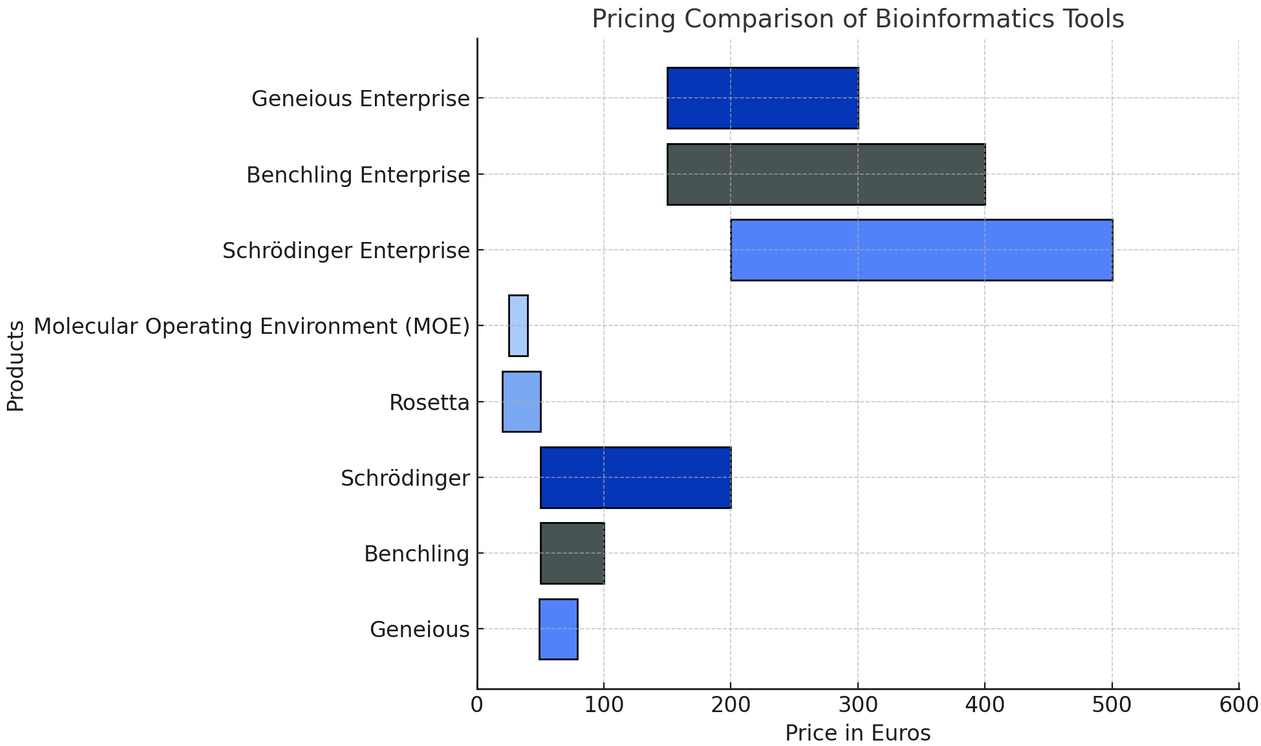 Pricing Comparison of Bioinformatics Tools
Geneious Enterprise
Benchling Enterprise
Schrödinger Enterprise
Molecular Operating Environment (MOE)
Rosetta
Schrödinger
Benchling
Geneious
Products
0 100 200 300 400 500 600
Price in Euros